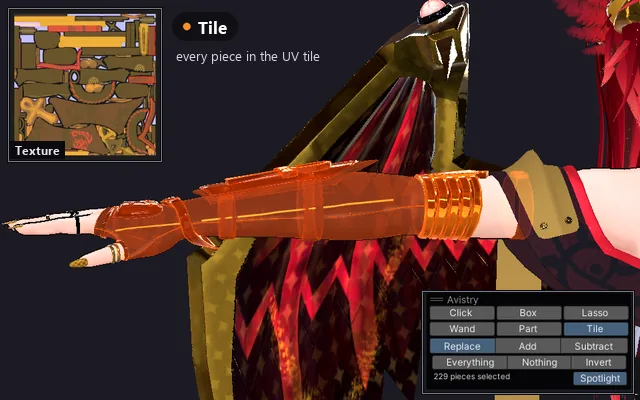 Tile
every piece in the UV tile
Texture
Avistry
Click Box Lasso
Wand Part Tile
Replace Add Subtract
Everything Nothing Invert
229 pieces selected Spotlight